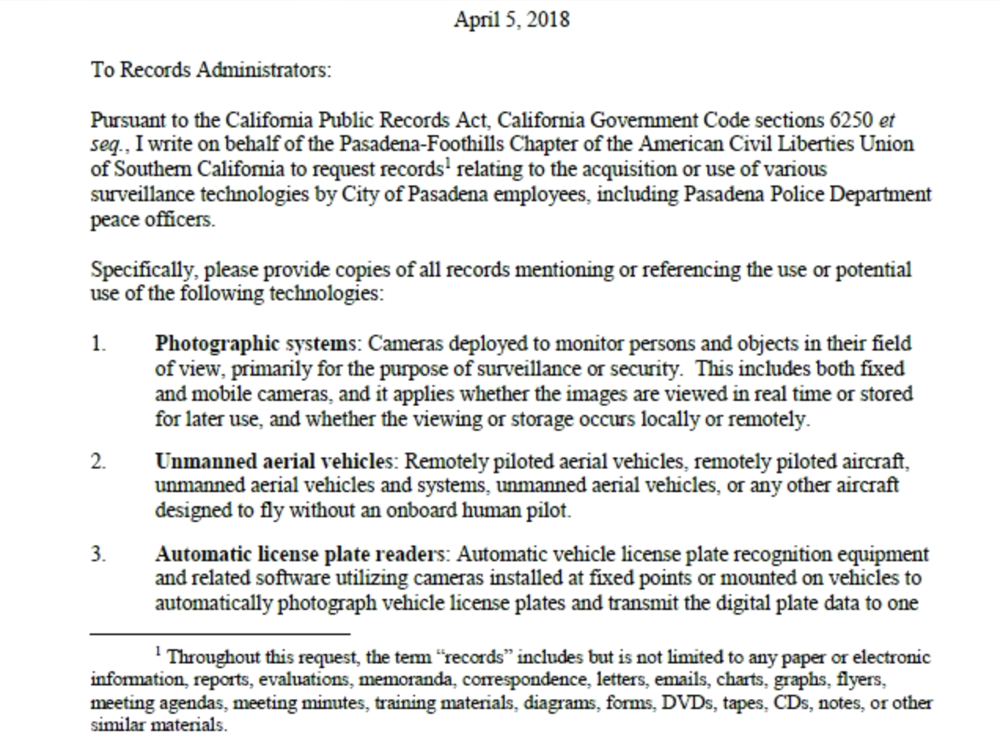 April 5, 2018
To Records Administrators:
Pursuant to the California Public Records Act, California Government Code sections 6250 et
seq., I write on behalf of the Pasadena-Foothills Chapter of the American Civil Liberties Union
of Southern California to request records¹ relating to the acquisition or use of various
surveillance technologies by City of Pasadena employees, including Pasadena Police Department
peace officers.
Specifically, please provide copies of all records mentioning or referencing the use or potential
use of the following technologies:
1. Photographic systems: Cameras deployed to monitor persons and objects in their field
of view, primarily for the purpose of surveillance or security.  This includes both fixed
and mobile cameras, and it applies whether the images are viewed in real time or stored
for later use, and whether the viewing or storage occurs locally or remotely.
2. Unmanned aerial vehicles: Remotely piloted aerial vehicles, remotely piloted aircraft,
unmanned aerial vehicles and systems, unmanned aerial vehicles, or any other aircraft
designed to fly without an onboard human pilot.
3. Automatic license plate readers: Automatic vehicle license plate recognition equipment
and related software utilizing cameras installed at fixed points or mounted on vehicles to
automatically photograph vehicle license plates and transmit the digital plate data to one
¹ Throughout this request, the term “records” includes but is not limited to any paper or electronic
information, reports, evaluations, memoranda, correspondence, letters, emails, charts, graphs, flyers,
meeting agendas, meeting minutes, training materials, diagrams, forms, DVDs, tapes, CDs, notes, or other
similar materials.